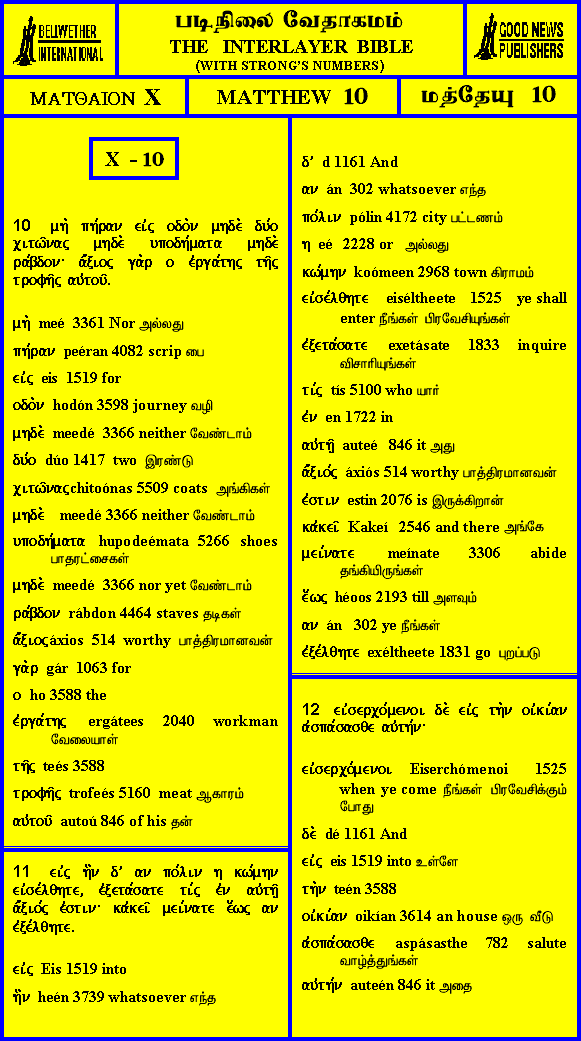 BELLWETHER
INTERNATIONAL
படிநிலை வேதாகமம்
THE INTERLAYER BIBLE
(WITH STRONG'S NUMBERS)
GOOD NEWS
PUBLISHERS
ΜΑΤΘΑΙΟΝ X
MATTHEW 10
மத்தேயு 10
X - 10
10 μὴ πήραν εἰς οδὸν μηδὲ δύο
χιτῶνας μηδὲ υποδήματα μηδὲ
ράβδον· ἄξιος γὰρ ο ἐργάτης τῆς
τροφῆς αὐτοῦ.
μὴ meé 3361 Nor அல்லது
πήραν peéran 4082 scrip பை
εἰς eis 1519 for
οδὸν hodón 3598 journey வழி
μηδὲ meedé 3366 neither வேண்டாம்
δύο dúo 1417 two இரண்டு
χιτῶνας chitoónas 5509 coats அங்கிகள்
μηδὲ meedé 3366 neither வேண்டாம்
υποδήματα hupodeémata 5266 shoes
பாதரட்சைகள்
μηδὲ meedé 3366 nor yet வேண்டாம்
ράβδον rábdon 4464 staves தடிகள்
ἄξιος áxios 514 worthy பாத்திரமானவன்
γὰρ gár 1063 for
ο ho 3588 the
ἐργάτης ergátees 2040 workman
வேலையாள்
τῆς teés 3588
τροφῆς trofeés 5160 meat ஆகாரம்
αὐτοῦ autoú 846 of his தன்
11 εἰς ἣν δ' αν πόλιν η κώμην
εἰσέλθητε, ἐξετάσατε τίς ἐν αὐτῇ
ἄξιός ἐστιν· κἀκεῖ μείνατε ἕως αν
ἐξέλθητε.
εἰς Eis 1519 into
ἣν heén 3739 whatsoever எந்த
δ' d 1161 And
αν án 302 whatsoever எந்த
πόλιν pólin 4172 city பட்டணம்
η eé 2228 or அல்லது
κώμην koómeen 2968 town கிராமம்
εἰσέλθητε eiséltheete 1525 ye shall
enter நீங்கள் பிரவேசியுங்கள்
ἐξετάσατε exetásate 1833 inquire
விசாரியுங்கள்
τίς tís 5100 who யார்
ἐν en 1722 in
αὐτῇ auteé 846 it அது
ἄξιός áxiós 514 worthy பாத்திரமானவன்
ἐστιν estin 2076 is இருக்கிறான்
κἀκεῖ Kakeí 2546 and there அங்கே
μείνατε meínate 3306 abide
தங்கியிருங்கள்
ἕως héoos 2193 till அளவும்
αν án 302 ye நீங்கள்
ἐξέλθητε exéltheete 1831 go புறப்படு
12 εἰσερχόμενοι δὲ εἰς τὴν οἰκίαν
ἀσπάσασθε αὐτήν·
εἰσερχόμενοι Eiserchómenoi 1525
when ye come நீங்கள் பிரவேசிக்கும்
போது
δὲ dé 1161 And
εἰς eis 1519 into உள்ளே
τὴν teén 3588
οἰκίαν oikían 3614 an house ஒரு வீடு
ἀσπάσασθε aspásasthe 782 salute
வாழ்த்துங்கள்
αὐτήν auteén 846 it அதை